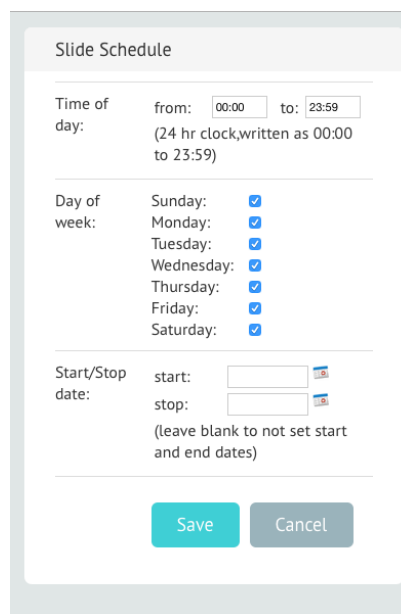 Slide Schedule
Time of day:
from: 00:00 to: 23:59
(24 hr clock,written as 00:00
to 23:59)
Day of week:
Sunday:
Monday:
Tuesday:
Wednesday:
Thursday:
Friday:
Saturday:
Start/Stop date:
start:
stop:
(leave blank to not set start
and end dates)
Save Cancel